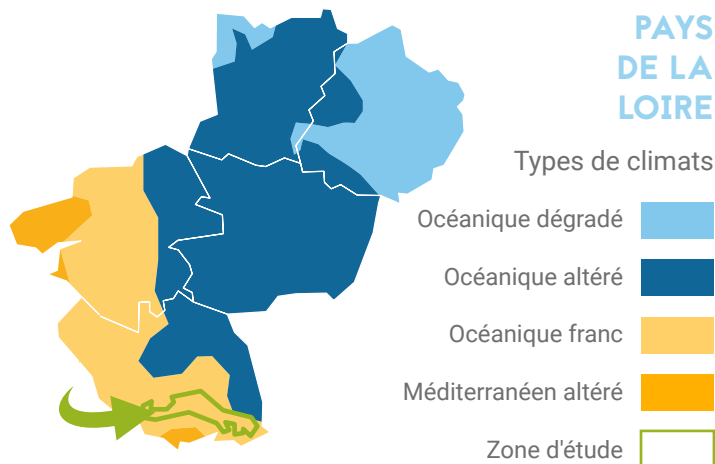 PAYS
DE LA
LOIRE
Types de climats
Océanique dégradé
Océanique altéré
Océanique franc
Méditerranéen altéré
Zone d'étude